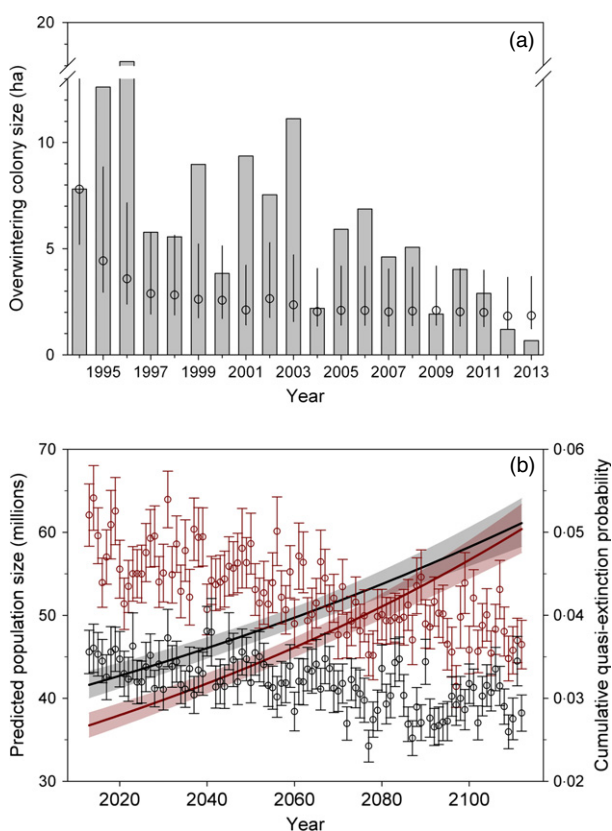 (a)
Overwintering colony size (ha)
20
10
5
0
1995 1997 1999 2001 2003 2005 2007 2009 2011 2013
Year
(b)
Predicted population size (millions)
70
60
50
40
30
0·06
0·05
0·04
0·03
0·02
Cumulative quasi-extinction probability
2020 2040 2060 2080 2100
Year